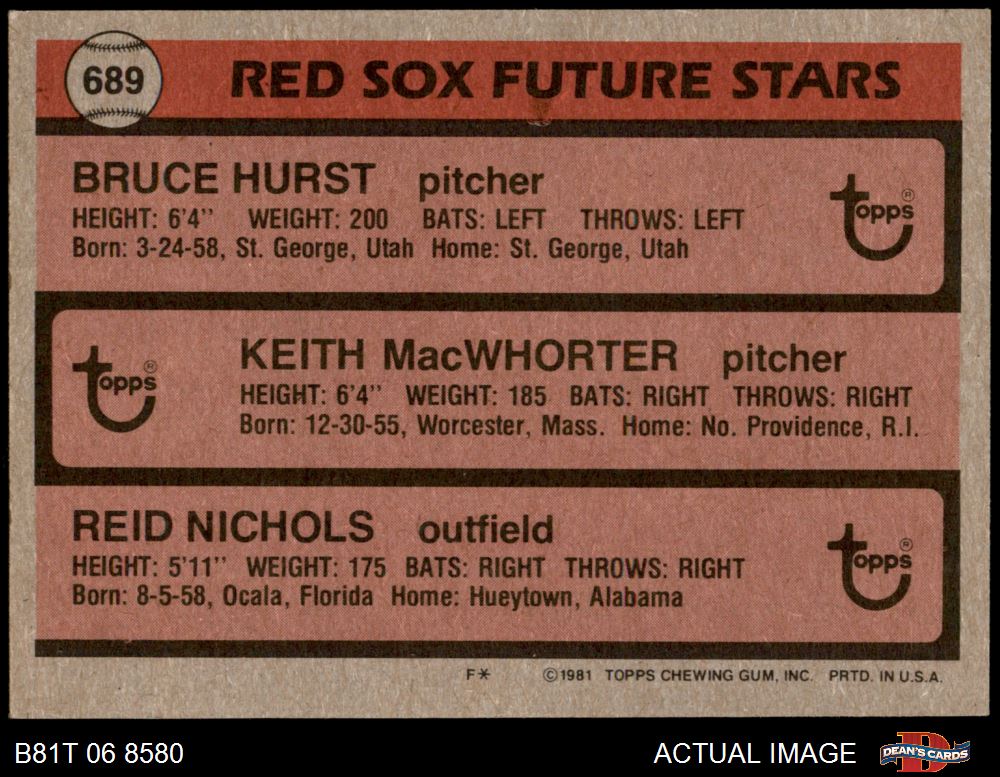 689
RED SOX FUTURE STARS
BRUCE HURST pitcher
HEIGHT: 6'4" WEIGHT: 200 BATS: LEFT THROWS: LEFT
Born: 3-24-58, St. George, Utah Home: St. George, Utah
Topps®
KEITH MacWHORTER pitcher
HEIGHT: 6'4" WEIGHT: 185 BATS: RIGHT THROWS: RIGHT
Born: 12-30-55, Worcester, Mass. Home: No. Providence, R.I.
Topps®
REID NICHOLS outfield
HEIGHT: 5'11" WEIGHT: 175 BATS: RIGHT THROWS: RIGHT
Born: 8-5-58, Ocala, Florida Home: Hueytown, Alabama
Topps®
F* ©1981 TOPPS CHEWING GUM, INC. PRTD. IN U.S.A.
B81T 06 8580 ACTUAL IMAGE
D
DEAN'S CARDS